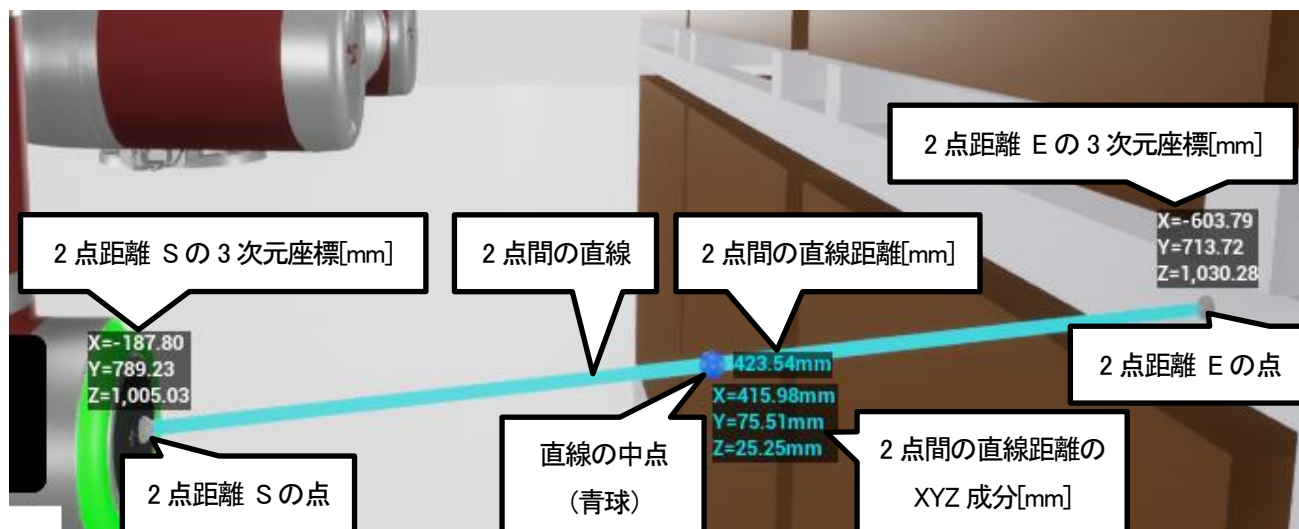 2 点距離 E の 3 次元座標[mm]
X=-603.79
Y=713.72
Z=1,030.28
2 点距離 S の 3 次元座標[mm]
2 点間の直線
2 点間の直線距離[mm]
X=-187.80
Y=789.23
Z=1,005.03
423.54mm
X=415.98mm
Y=75.51mm
Z=25.25mm
2 点距離 E の点
2 点距離 S の点
直線の中点
(青球)
2 点間の直線距離の
XYZ 成分[mm]